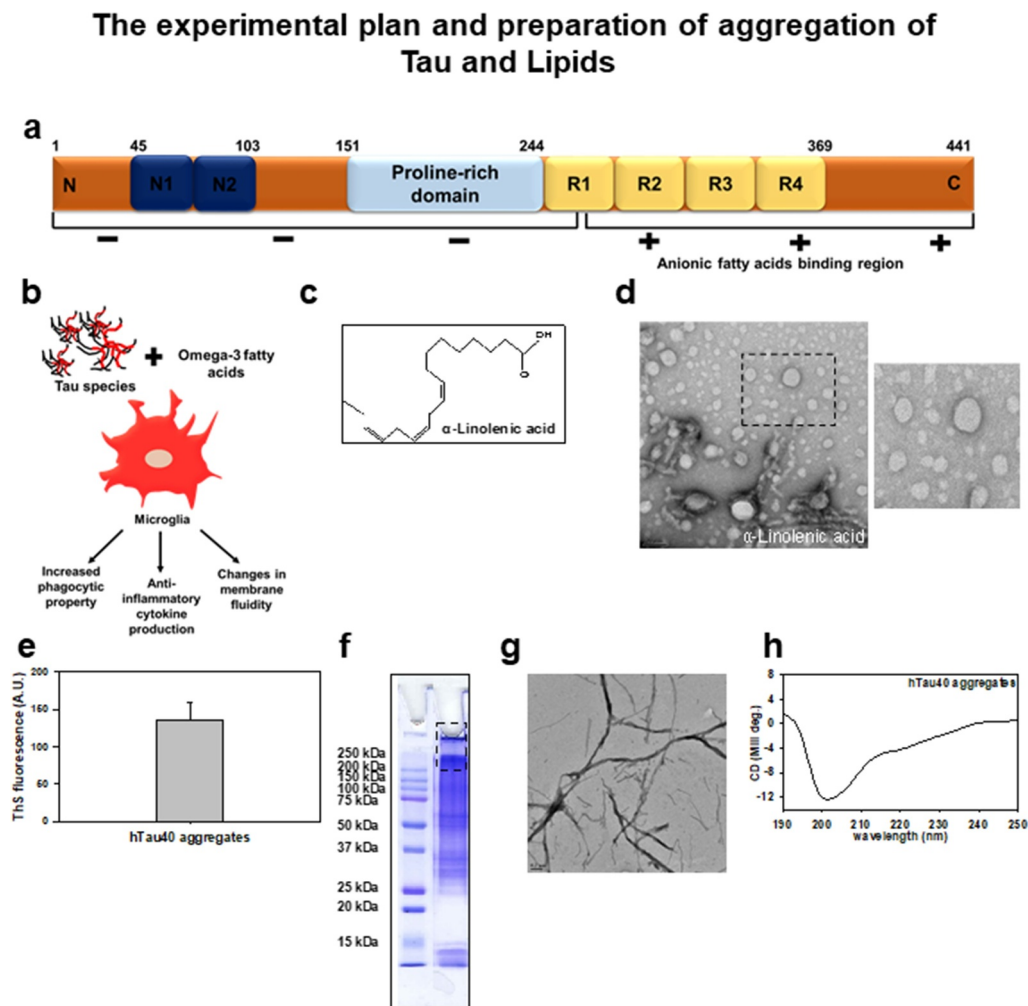 The experimental plan and preparation of aggregation of
Tau and Lipids
a
1 45 103 151 244 369 441
N N1 N2 Proline-rich domain R1 R2 R3 R4 C
− − − + + +
Anionic fatty acids binding region
b
Tau species + Omega-3 fatty
acids
Microglia
Increased
phagocytic
property
Anti-
inflammatory
cytokine
production
Changes in
membrane
fluidity
c
OH
O
α-Linolenic acid
d
α-Linolenic acid
e
ThS fluorescence (A.U.)
200
150
100
50
0
hTau40 aggregates
f
250 kDa
200 kDa
150 kDa
100 kDa
75 kDa
50 kDa
37 kDa
25 kDa
20 kDa
15 kDa
g
h
hTau40 aggregates
CD (Milli deg.)
8
4
0
-4
-8
-12
190 200 210 220 230 240 250
wavelength (nm)